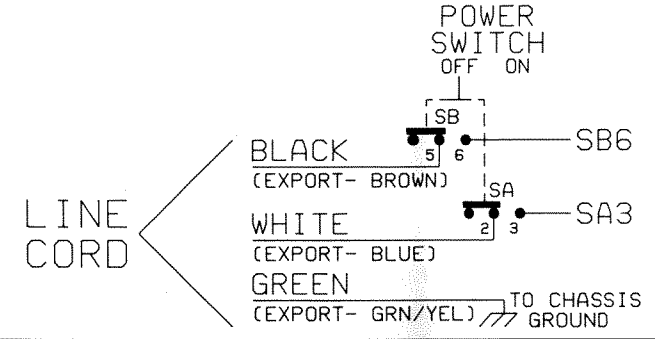 POWER
SWITCH
OFF ON
SB
5 6
SB6
BLACK
(EXPORT- BROWN)
SA
2 3
SA3
LINE
CORD
WHITE
(EXPORT- BLUE)
GREEN
(EXPORT- GRN/YEL)
TO CHASSIS
GROUND